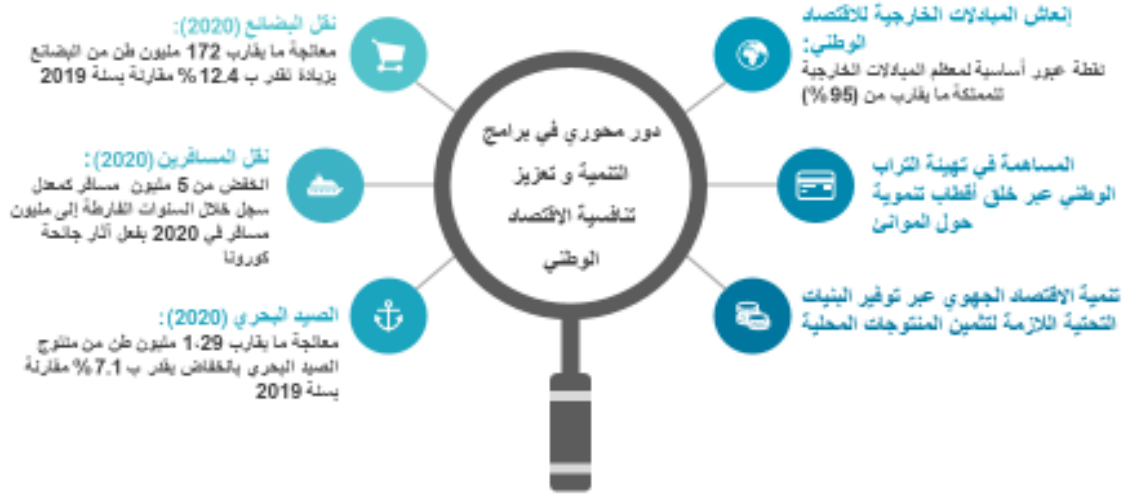 إنعاش المبادلات الخارجية للاقتصاد
الوطني:
نقطة عبور أساسية لمعظم المبادلات الخارجية
للمملكة ما يقارب من (95%)
المساهمة في تهيئة التراب
الوطني عبر خلق أقطاب تنموية
حول الموانئ
تنمية الاقتصاد الجهوي عبر توفير البنيات
التحتية اللازمة لتثمين المنتوجات المحلية
دور محوري في برامج
التنمية و تعزيز
تنافسية الاقتصاد
الوطني
نقل البضائع (2020):
معالجة ما يقارب 172 مليون طن من البضائع
بزيادة تقدر ب 12.4% مقارنة بسنة 2019
نقل المسافرين (2020):
انخفض من 5 مليون مسافر كمعدل
سجل خلال السنوات الفارطة إلى مليون
مسافر في 2020 بفعل آثار جائحة
كورونا
الصيد البحري (2020):
معالجة ما يقارب 1.29 مليون طن من منتوج
الصيد البحري بانخفاض يقدر ب 7.1% مقارنة
بسنة 2019